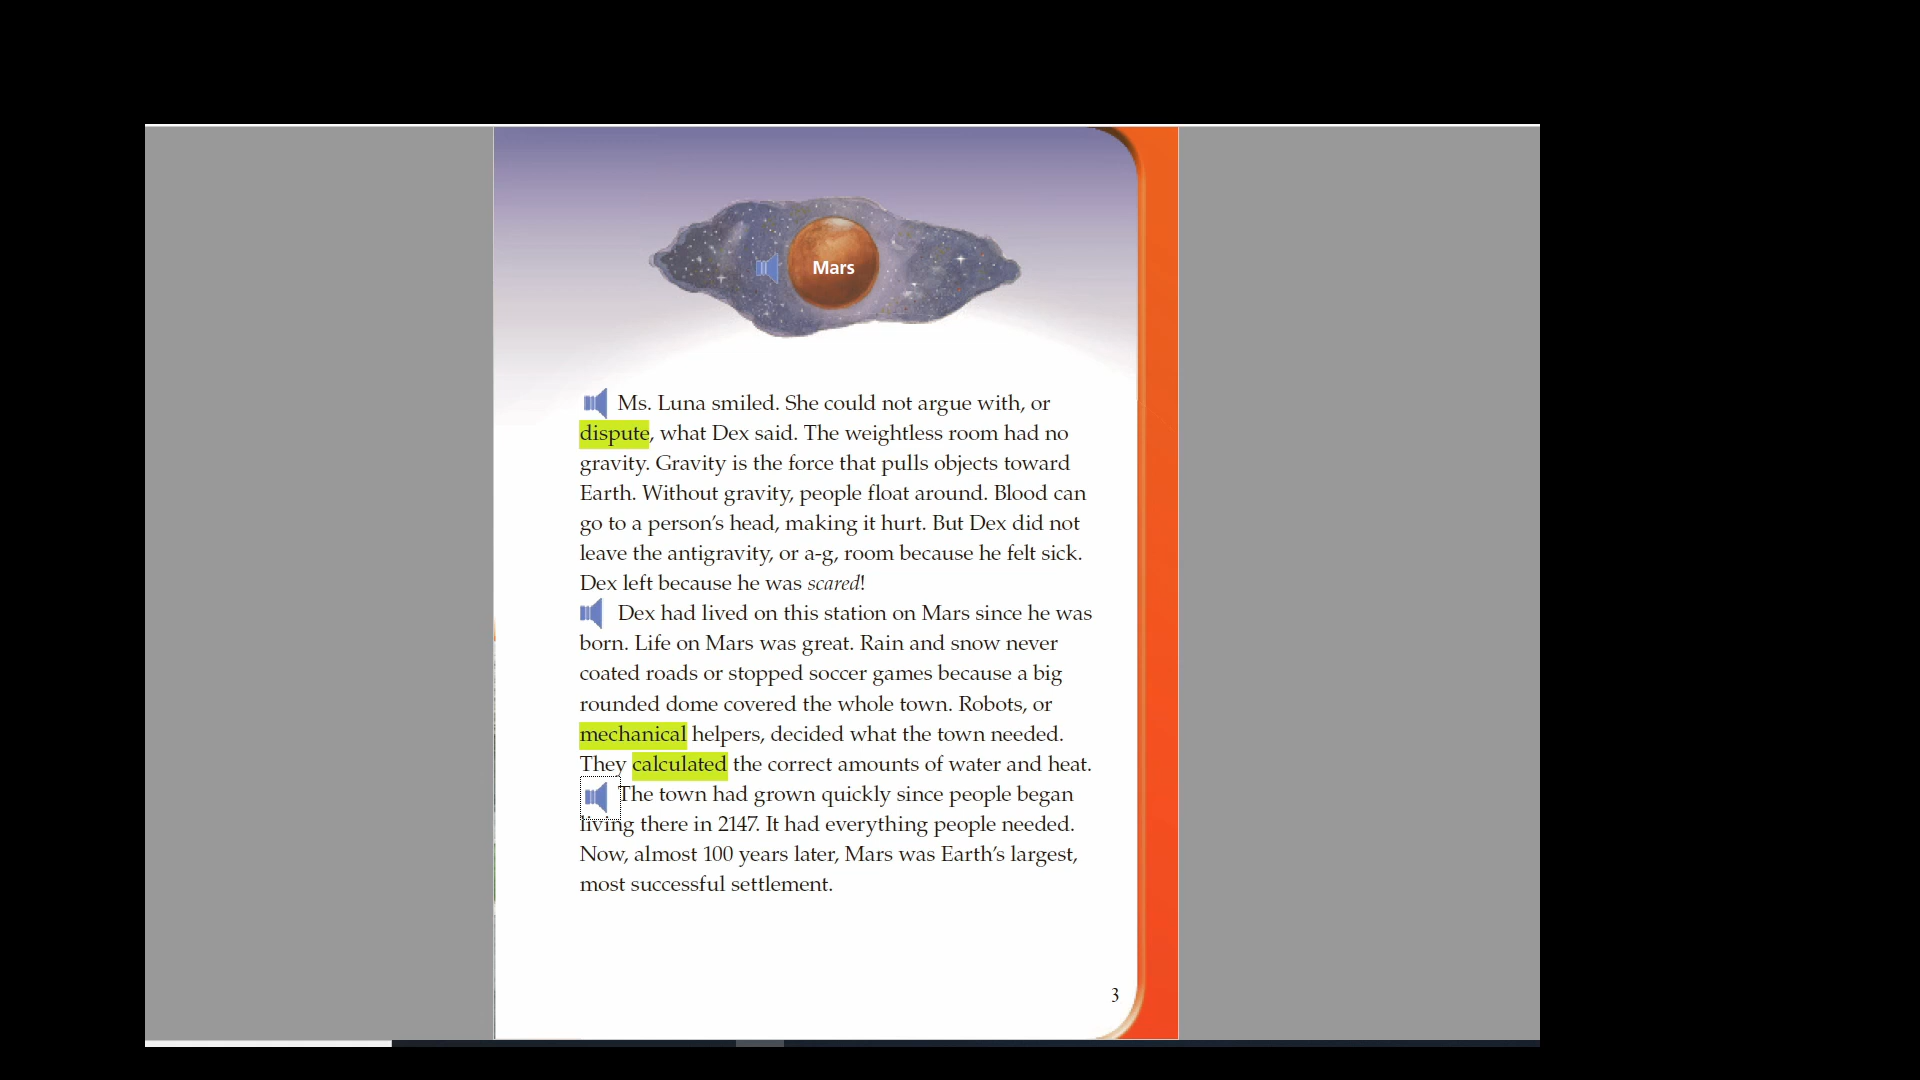 Mars
Ms. Luna smiled. She could not argue with, or
dispute, what Dex said. The weightless room had no
gravity. Gravity is the force that pulls objects toward
Earth. Without gravity, people float around. Blood can
go to a person’s head, making it hurt. But Dex did not
leave the antigravity, or a-g, room because he felt sick.
Dex left because he was scared!
Dex had lived on this station on Mars since he was
born. Life on Mars was great. Rain and snow never
coated roads or stopped soccer games because a big
rounded dome covered the whole town. Robots, or
mechanical helpers, decided what the town needed.
They calculated the correct amounts of water and heat.
The town had grown quickly since people began
living there in 2147. It had everything people needed.
Now, almost 100 years later, Mars was Earth’s largest,
most successful settlement.
3